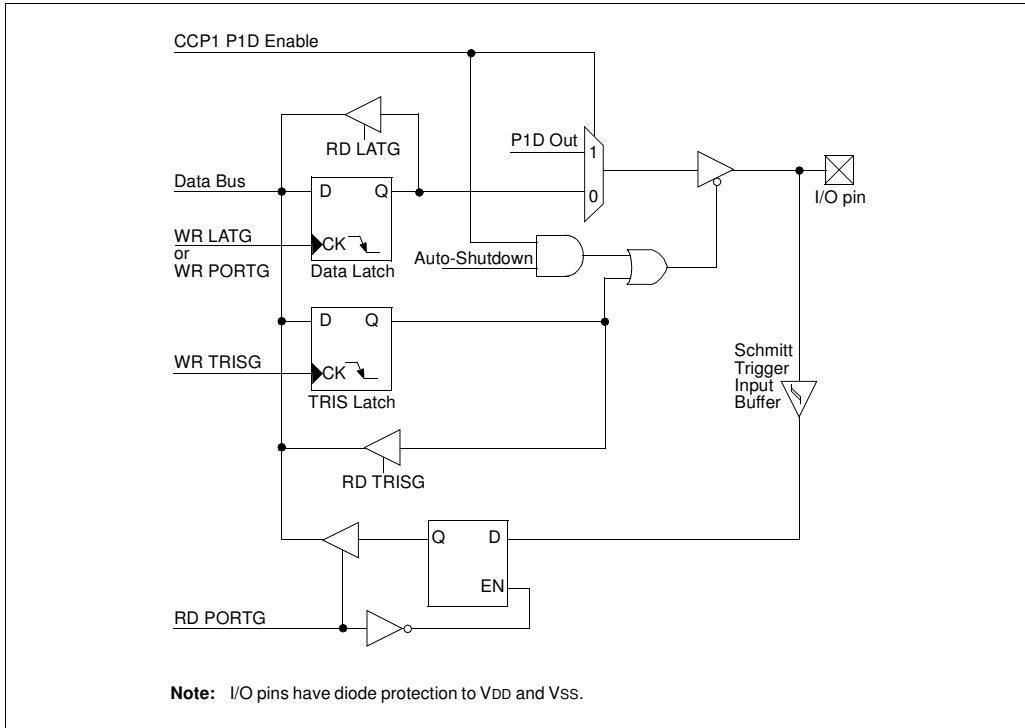 CCP1 P1D Enable
RD LATG
P1D Out
1
0
I/O pin
Data Bus
D
Q
CK
Data Latch
WR LATG
or
WR PORTG
Auto-Shutdown
D
Q
CK
TRIS Latch
WR TRISG
Schmitt
Trigger
Input
Buffer
RD TRISG
Q
D
EN
RD PORTG
Note: I/O pins have diode protection to VDD and VSS.